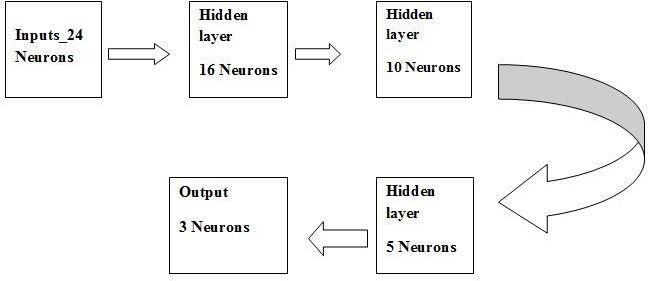 Inputs_24
Neurons
Hidden
layer
16 Neurons
Hidden
layer
10 Neurons
Hidden
layer
5 Neurons
Output
3 Neurons